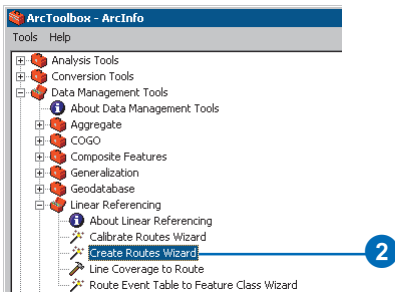 ArcToolbox - ArcInfo
Tools Help
Analysis Tools
Conversion Tools
Data Management Tools
About Data Management Tools
Aggregate
COGO
Composite Features
Generalization
Geodatabase
Linear Referencing
About Linear Referencing
Calibrate Routes Wizard
Create Routes Wizard
2
Line Coverage to Route
Route Event Table to Feature Class Wizard